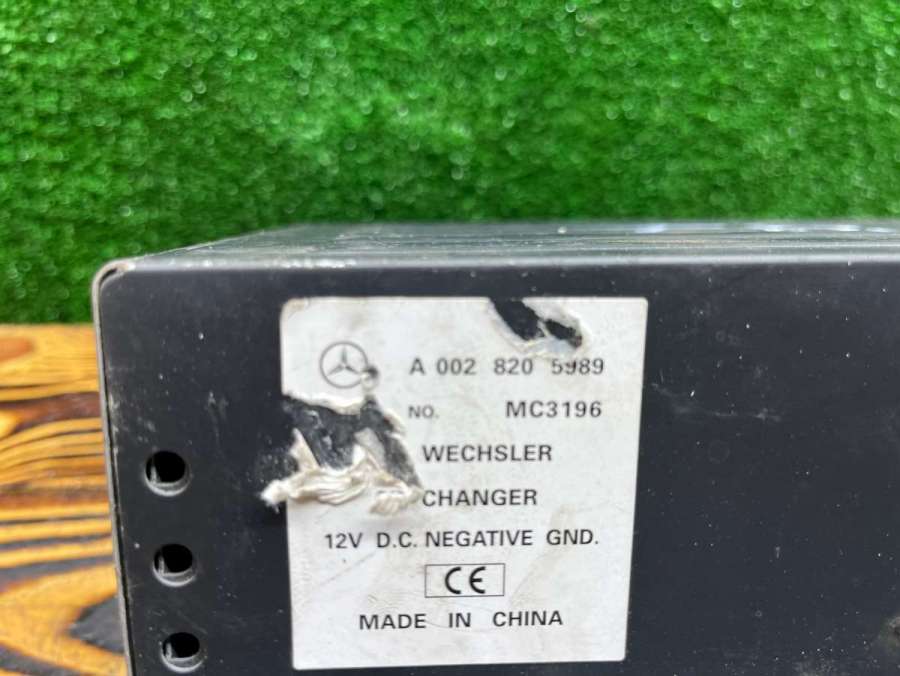 A 002 820 5989
NO. MC3196
WECHSLER
CHANGER
12V D.C. NEGATIVE GND.
CE
MADE IN CHINA